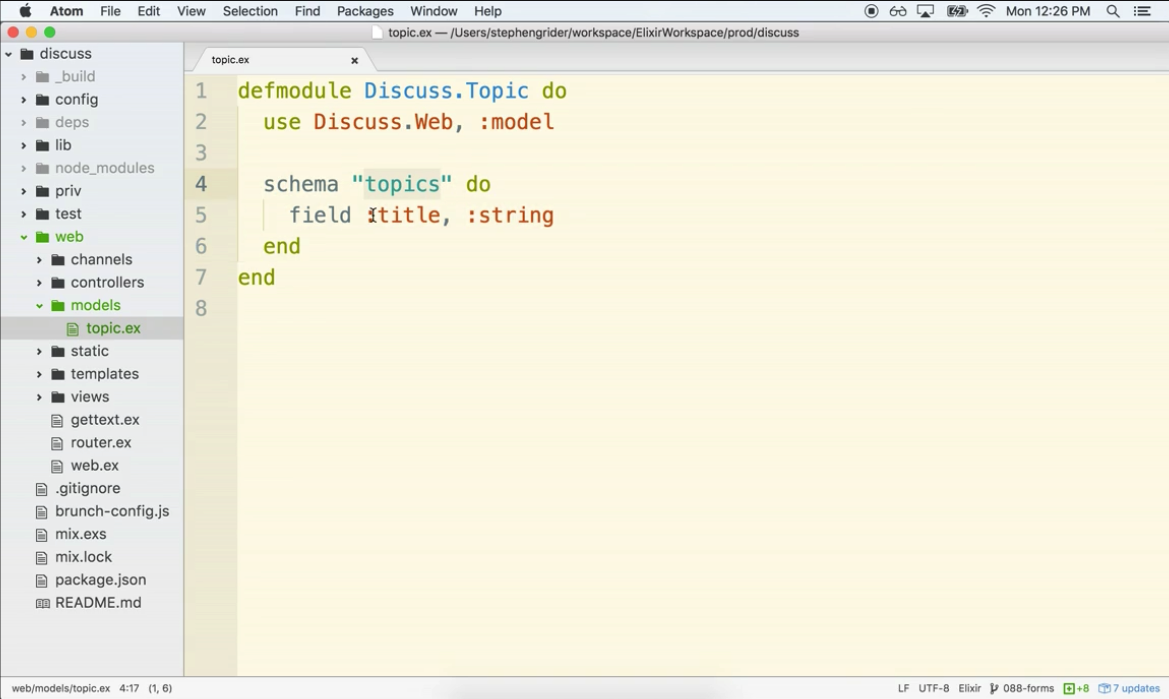 Atom File Edit View Selection Find Packages Window Help Mon 12:26 PM
topic.ex — /Users/stephengrider/workspace/ElixirWorkspace/prod/discuss
discuss
_build
config
deps
lib
node_modules
priv
test
web
channels
controllers
models
topic.ex
static
templates
views
gettext.ex
router.ex
web.ex
.gitignore
brunch-config.js
mix.exs
mix.lock
package.json
README.md
topic.ex
1 defmodule Discuss.Topic do
2 use Discuss.Web, :model
3
4 schema "topics" do
5 field :title, :string
6 end
7 end
8
web/models/topic.ex 4:17 (1, 6) LF UTF-8 Elixir 088-forms +8 7 updates